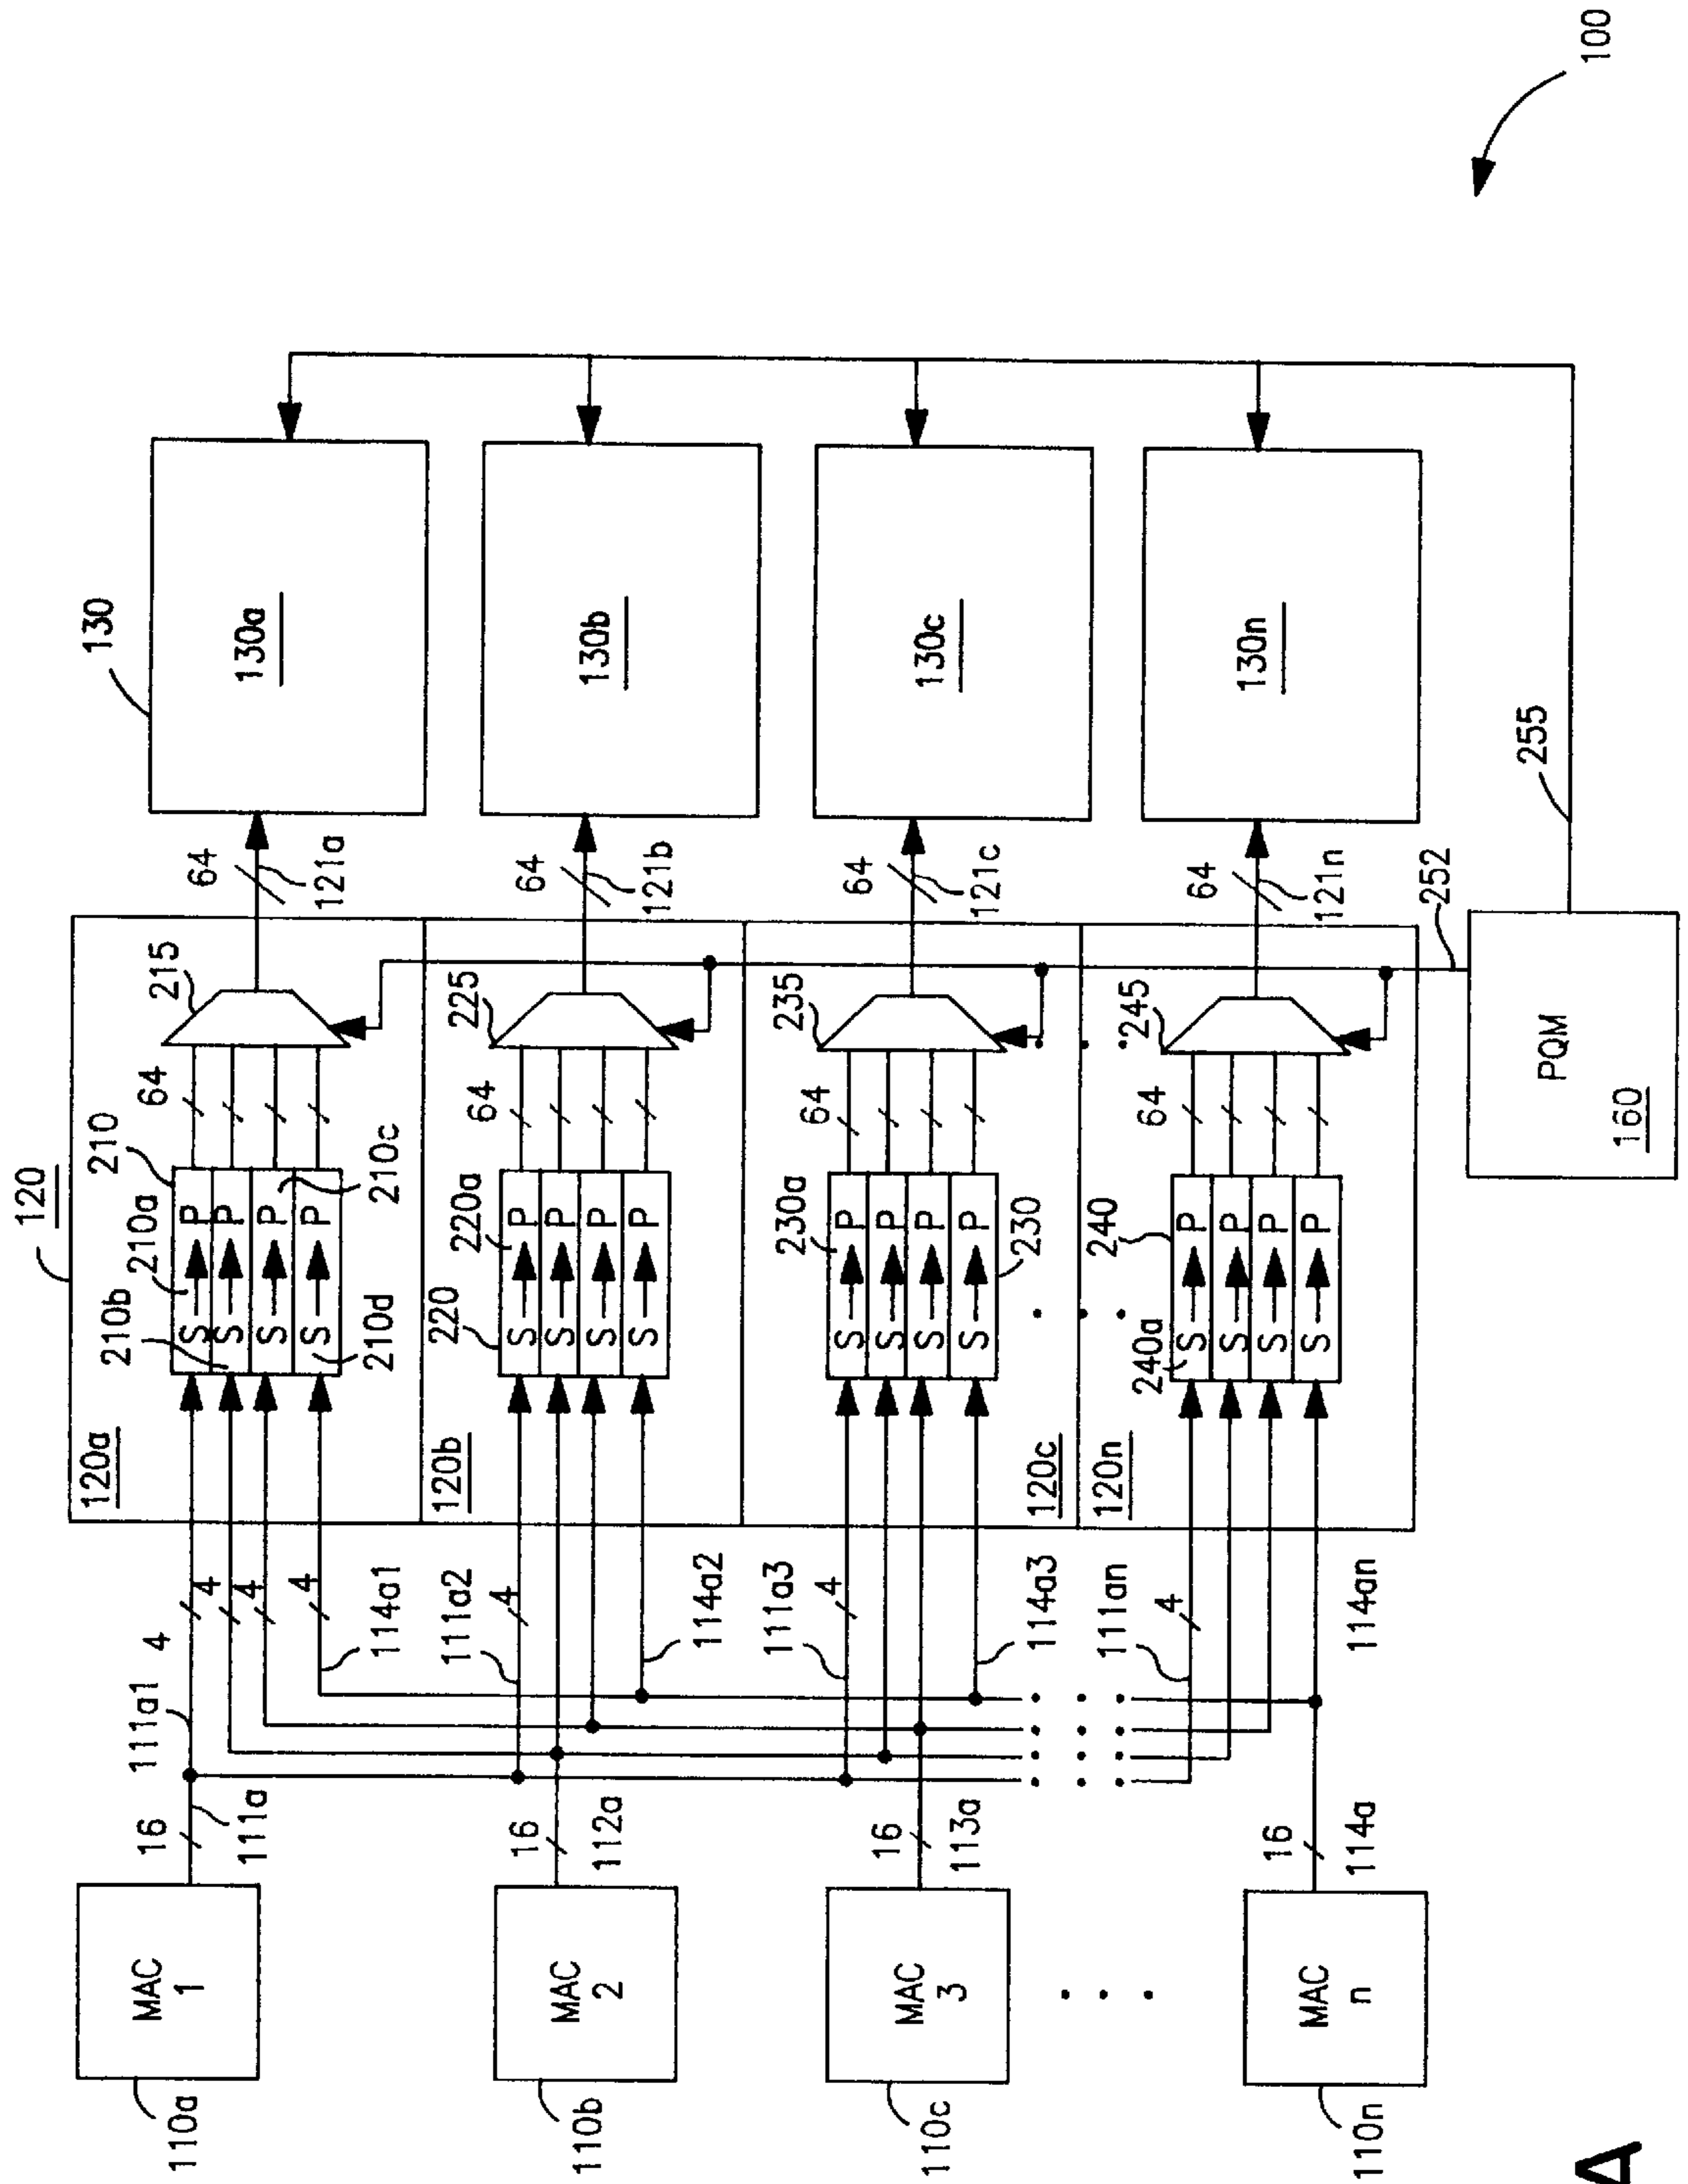 120
120a
210
210a
210b
210c
210d
S P
S P
S P
S P
215
64
64
121a
130
130a
MAC
1
110a
16
111a
111a1
4
4
4
4
114a1
120b
220
220a
S P
S P
S P
S P
225
64
64
121b
130b
MAC
2
110b
16
112a
111a2
4
114a2
120c
230a
230
S P
S P
S P
S P
235
64
64
121c
130c
MAC
3
110c
16
113a
111a3
4
114a3
120n
240
240a
S P
S P
S P
S P
245
64
64
121n
130n
MAC
n
110n
16
114a
111an
4
114an
PQM
160
252
255
100
A